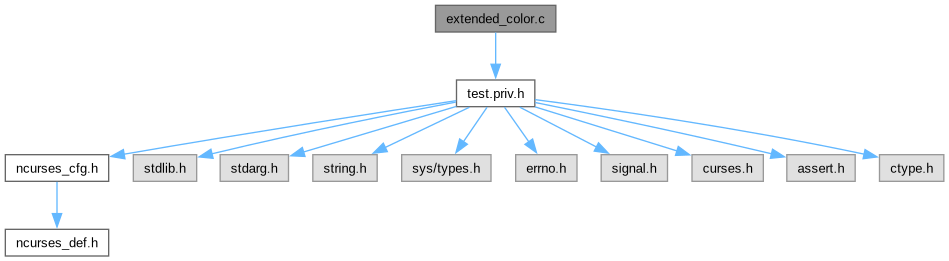 extended_color.c
test.priv.h
ncurses_cfg.h
stdlib.h
stdarg.h
string.h
sys/types.h
errno.h
signal.h
curses.h
assert.h
ctype.h
ncurses_def.h